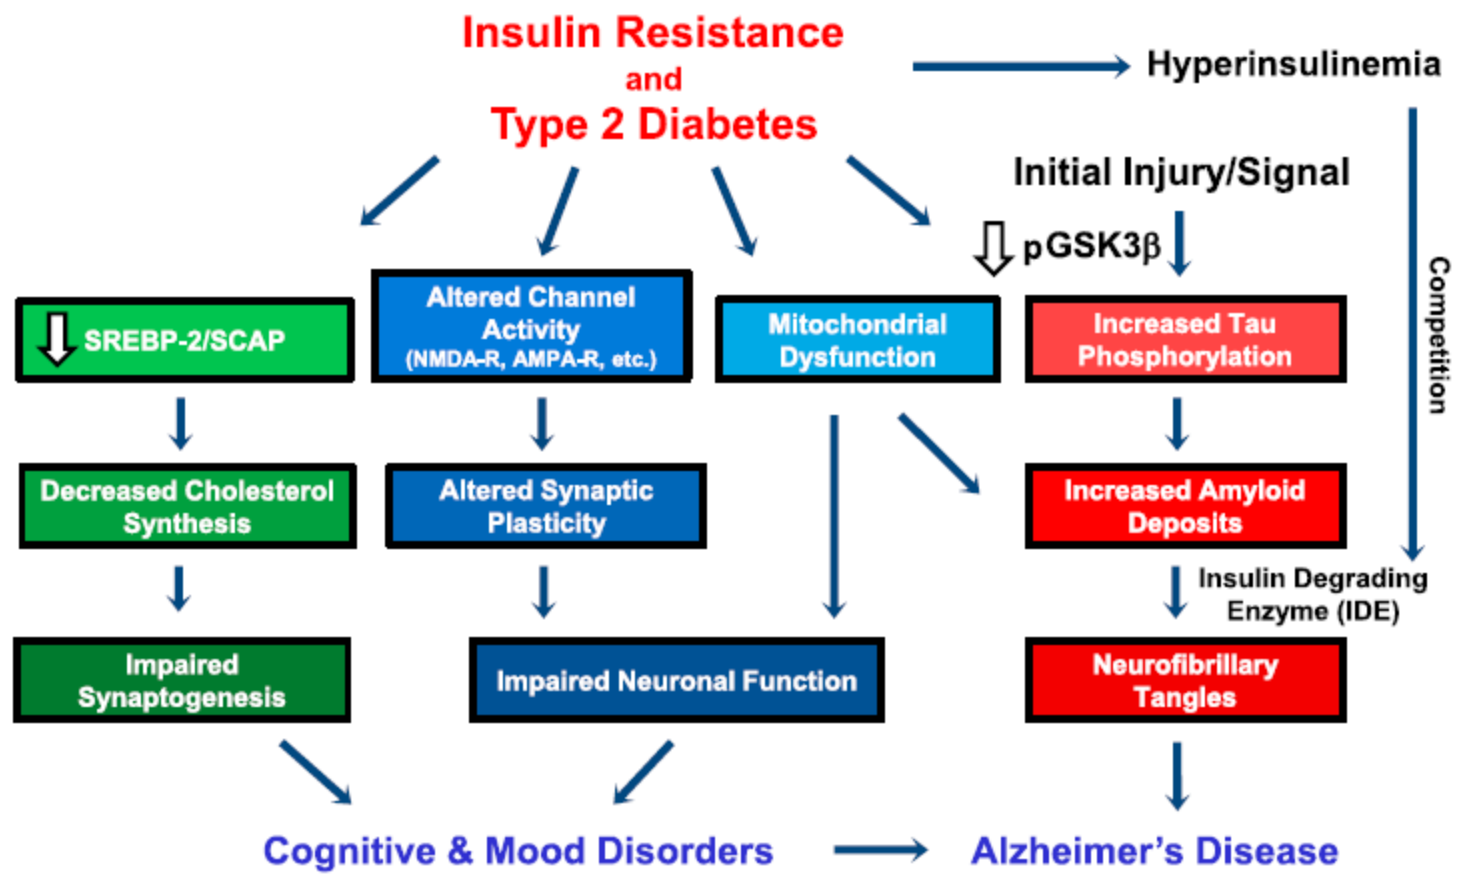 Insulin Resistance
and
Type 2 Diabetes
Hyperinsulinemia
Initial Injury/Signal
pGSK3β
Competition
SREBP-2/SCAP
Altered Channel
Activity
(NMDA-R, AMPA-R, etc.)
Mitochondrial
Dysfunction
Increased Tau
Phosphorylation
Decreased Cholesterol
Synthesis
Altered Synaptic
Plasticity
Increased Amyloid
Deposits
Insulin Degrading
Enzyme (IDE)
Impaired
Synaptogenesis
Impaired Neuronal Function
Neurofibrillary
Tangles
Cognitive & Mood Disorders
Alzheimer's Disease